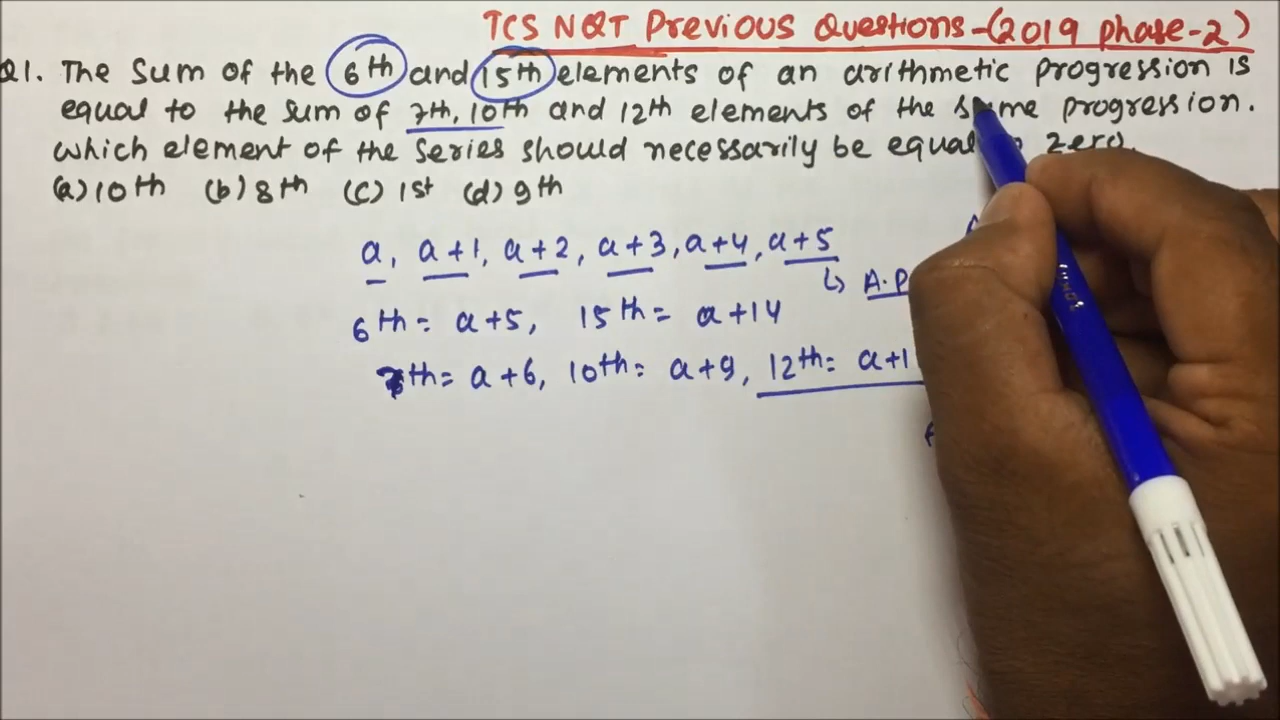 TCS NQT Previous Questions-(2019 phase-2)
Q1. The Sum of the 6th and 15th elements of an arithmetic progression is
equal to the sum of 7th, 10th and 12th elements of the same progression.
which element of the series should necessarily be equal zero.
(a) 10th (b) 8th (c) 1st (d) 9th
a, a+1, a+2, a+3, a+4, a+5
↳ A.P
6th = a+5, 15th = a+14
7th = a+6, 10th = a+9, 12th = a+1